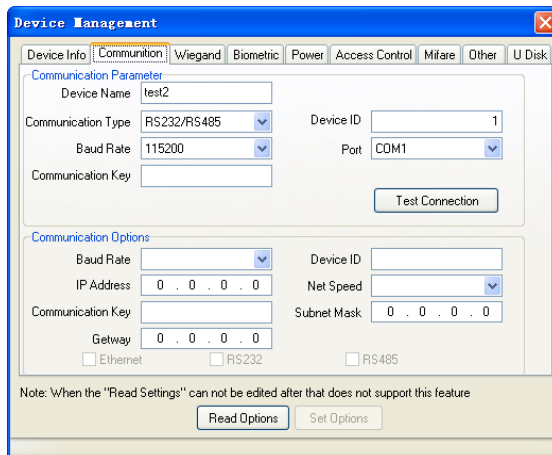 Device Management
Device Info Communition Wiegand Biometric Power Access Control Mifare Other U Disk
Communication Parameter
Device Name test2
Communication Type RS232/RS485 Device ID 1
Baud Rate 115200 Port COM1
Communication Key
Test Connection
Communication Options
Baud Rate Device ID
IP Address 0 . 0 . 0 . 0 Net Speed
Communication Key Subnet Mask 0 . 0 . 0 . 0
Getway 0 . 0 . 0 . 0
Ethernet RS232 RS485
Note: When the "Read Settings" can not be edited after that does not support this feature
Read Options Set Options